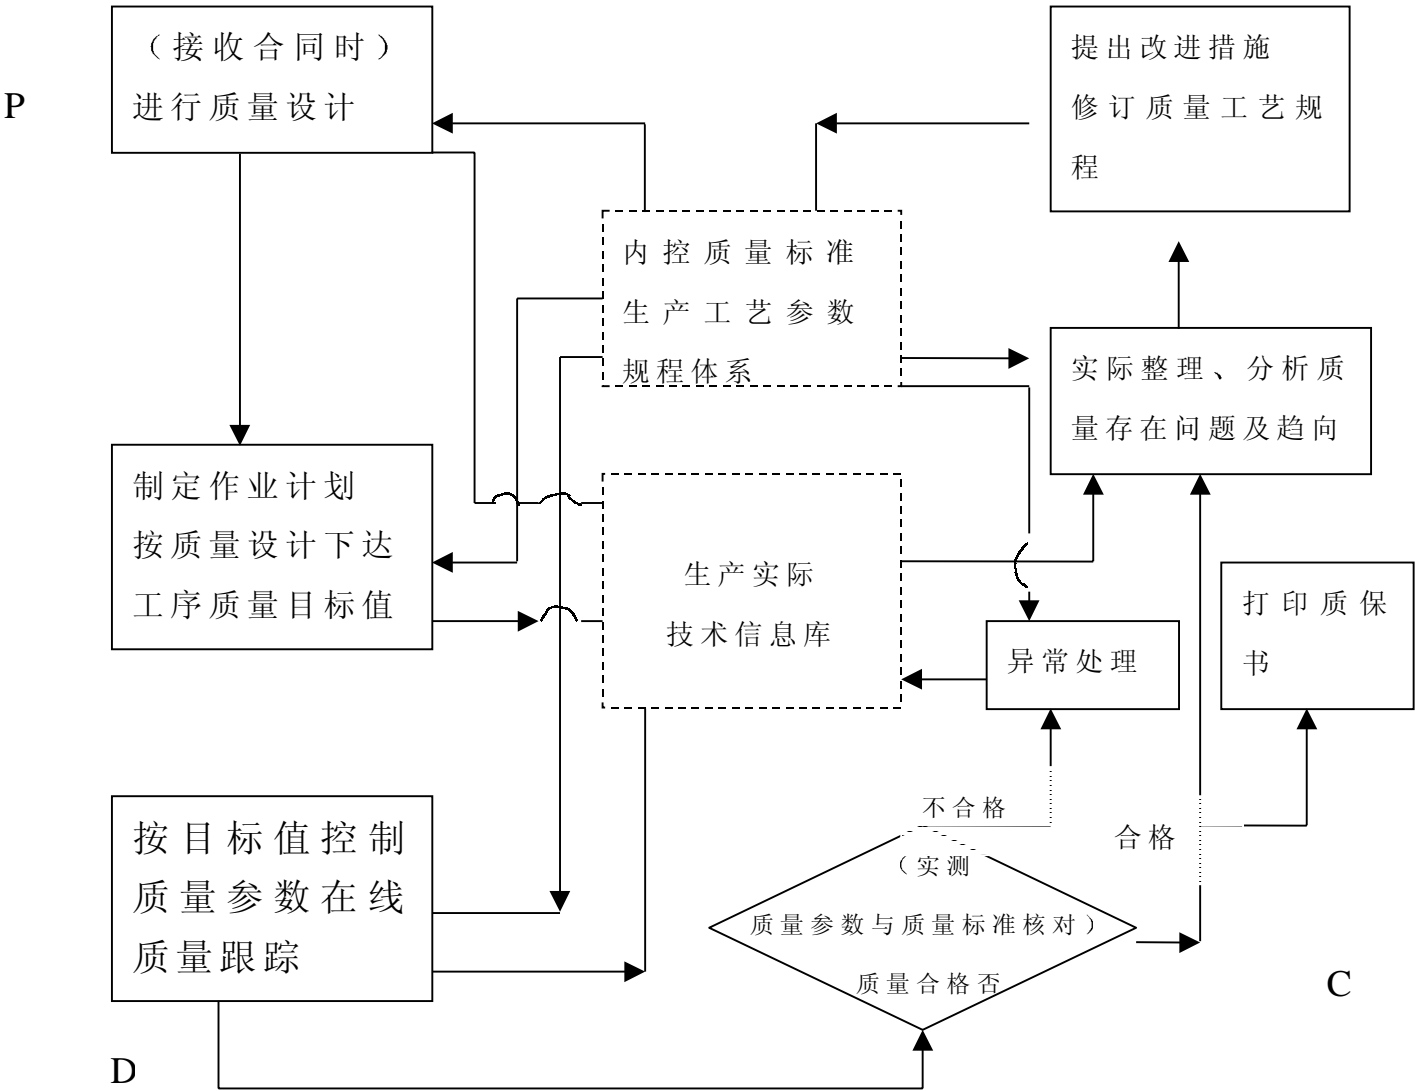 P
（接收合同时）
进行质量设计
提出改进措施
修订质量工艺规
程
内控质量标准
生产工艺参数
规程体系
实际整理、分析质
量存在问题及趋向
制定作业计划
按质量设计下达
工序质量目标值
生产实际
技术信息库
异常处理
打印质保
书
按目标值控制
质量参数在线
质量跟踪
不合格
合格
（实测
质量参数与质量标准核对）
质量合格否
C
D